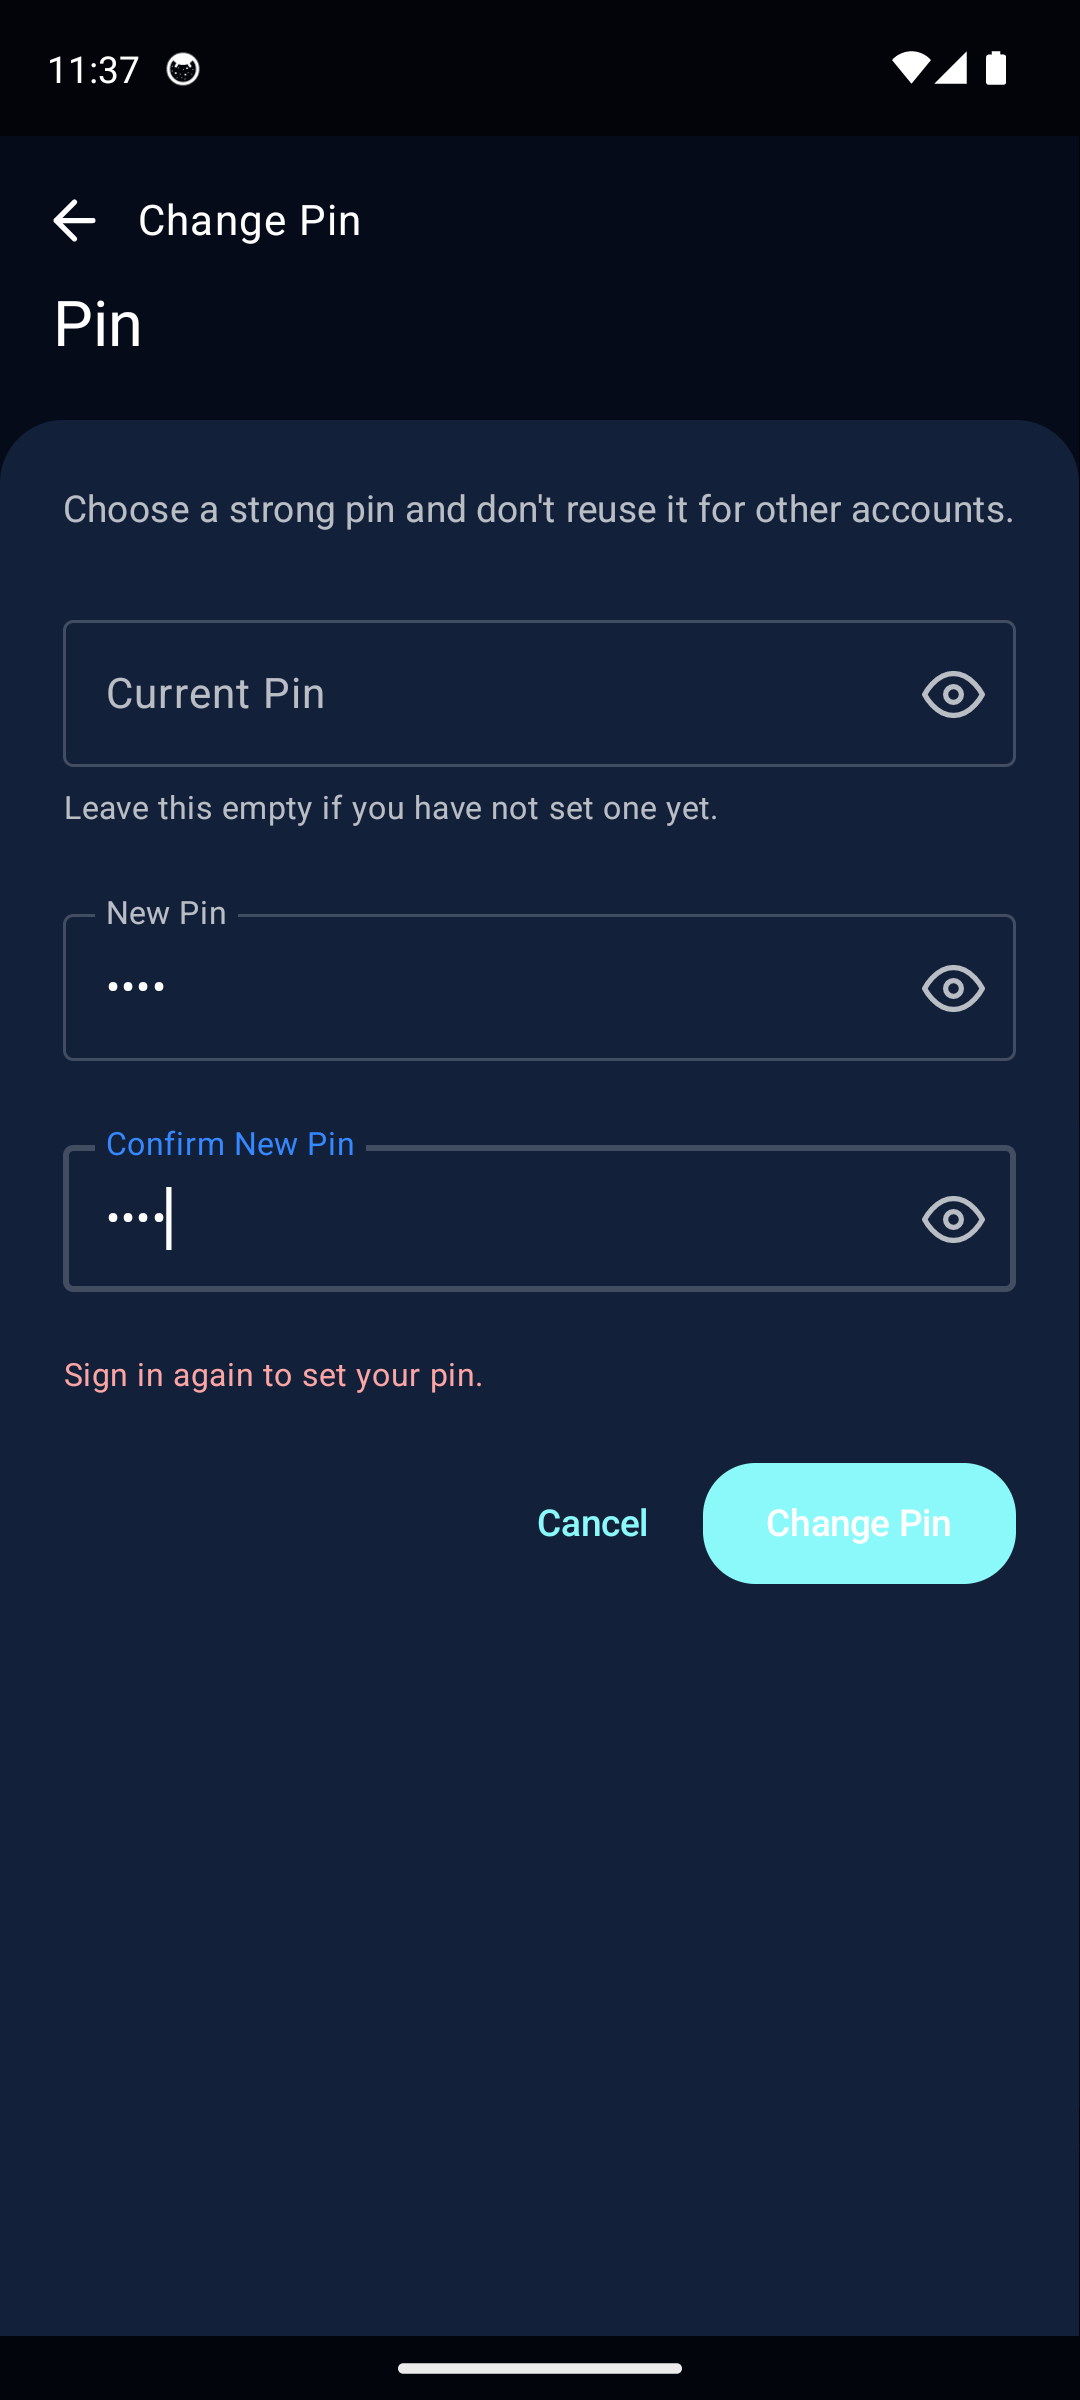 11:37
Change Pin
Pin
Choose a strong pin and don't reuse it for other accounts.
Current Pin
Leave this empty if you have not set one yet.
New Pin
••••
Confirm New Pin
••••
Sign in again to set your pin.
Cancel
Change Pin